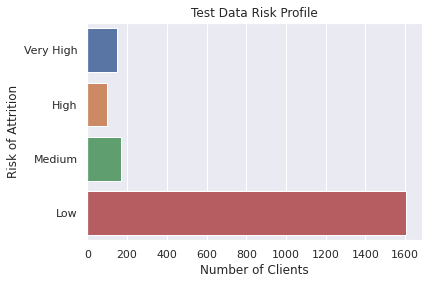 Test Data Risk Profile
Very High
High
Medium
Low
Risk of Attrition
0 200 400 600 800 1000 1200 1400 1600
Number of Clients